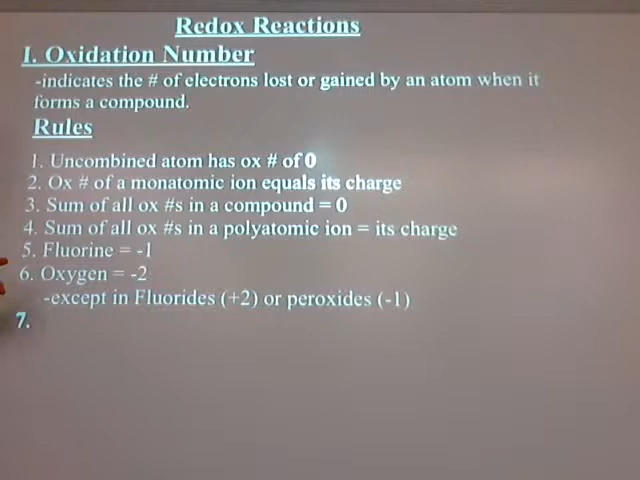 Redox Reactions
I. Oxidation Number
-indicates the # of electrons lost or gained by an atom when it
forms a compound.
Rules
1. Uncombined atom has ox # of 0
2. Ox # of a monatomic ion equals its charge
3. Sum of all ox #s in a compound = 0
4. Sum of all ox #s in a polyatomic ion = its charge
5. Fluorine = -1
6. Oxygen = -2
-except in Fluorides (+2) or peroxides (-1)
7.